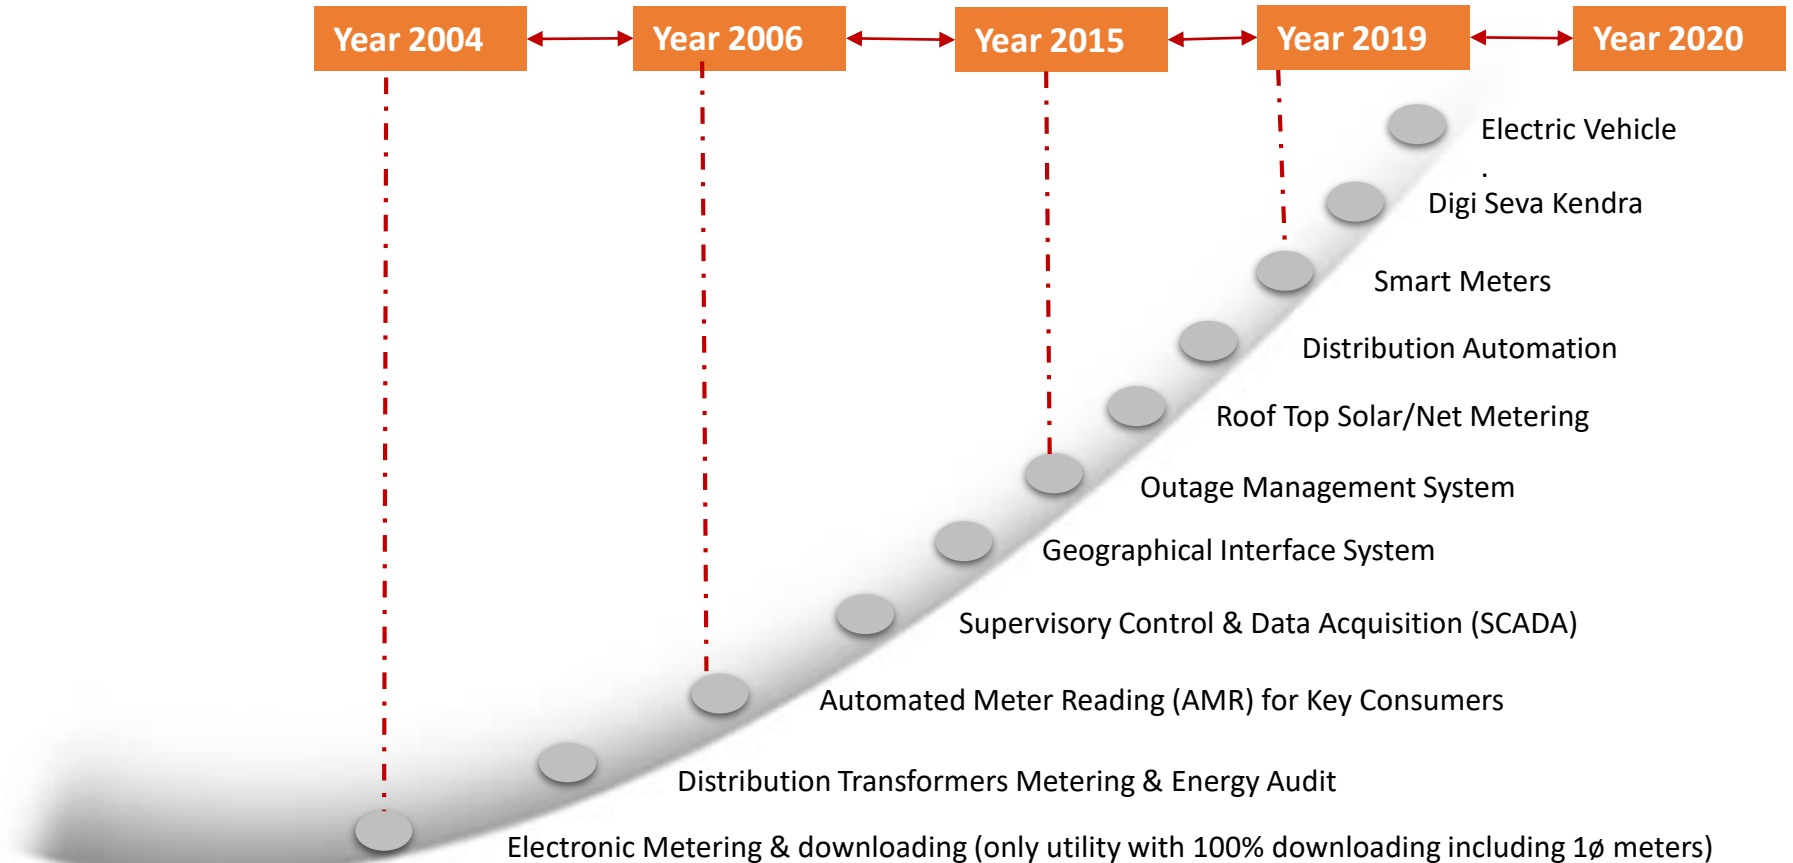 Year 2004
Year 2006
Year 2015
Year 2019
Year 2020
Electric Vehicle
.
Digi Seva Kendra
Smart Meters
Distribution Automation
Roof Top Solar/Net Metering
Outage Management System
Geographical Interface System
Supervisory Control & Data Acquisition (SCADA)
Automated Meter Reading (AMR) for Key Consumers
Distribution Transformers Metering & Energy Audit
Electronic Metering & downloading (only utility with 100% downloading including 1ø meters)